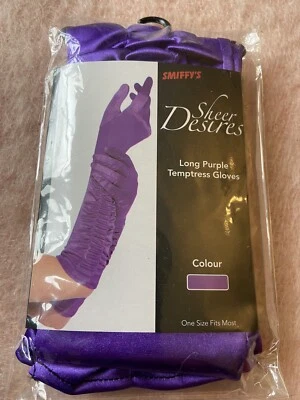 SMIFFY'S
Sheer
Desires
Long Purple
Temptress Gloves
Colour
One Size Fits Most